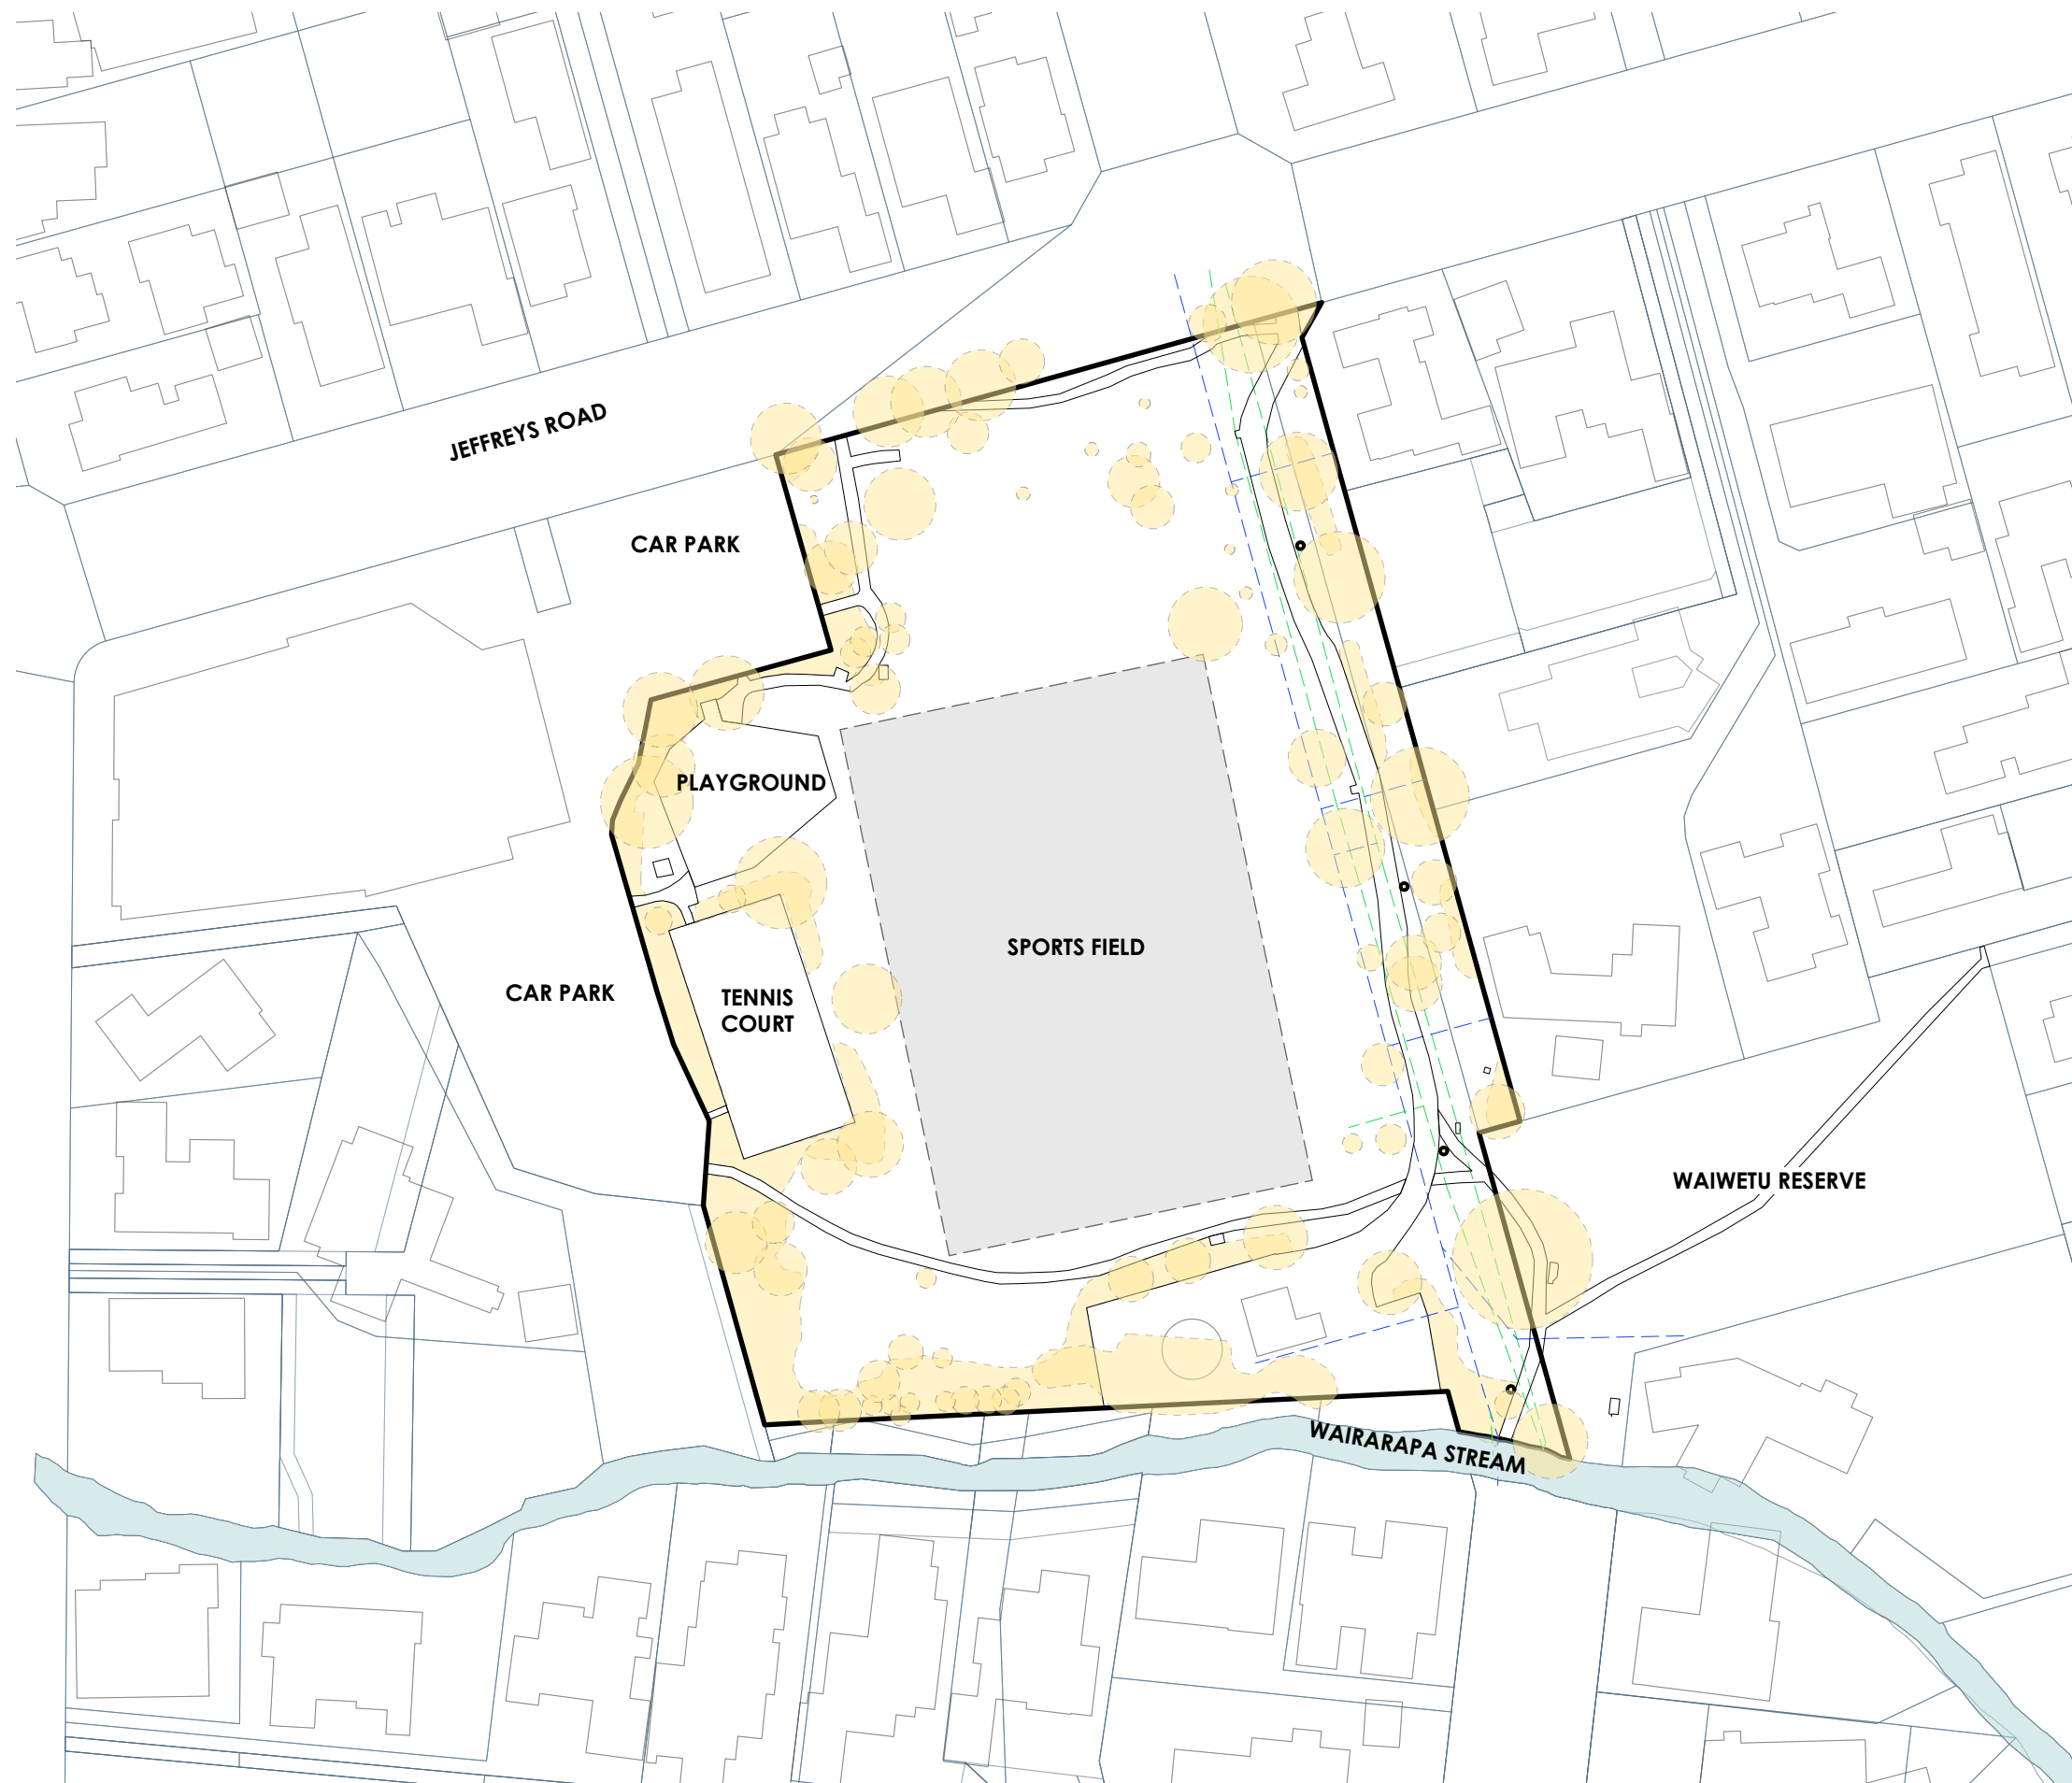 JEFFREYS ROAD
CAR PARK
PLAYGROUND
SPORTS FIELD
CAR PARK
TENNIS
COURT
WAIWETU RESERVE
WAIRARAPA STREAM